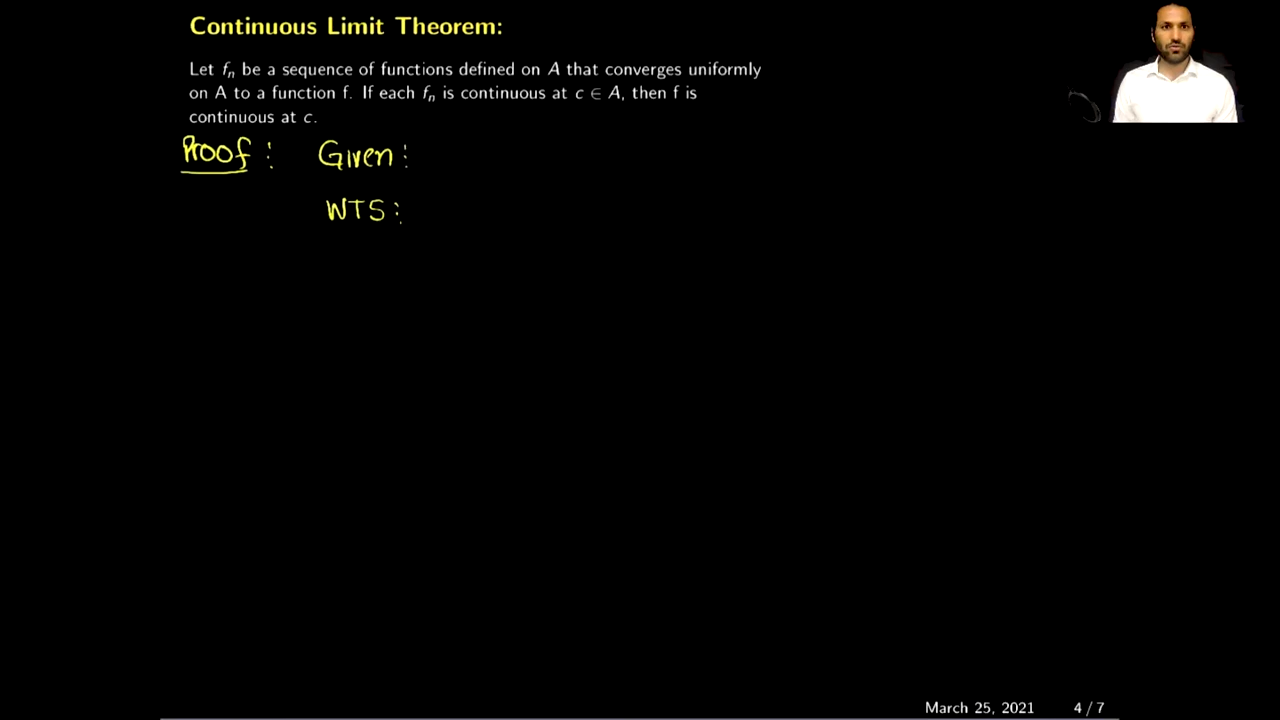 Continuous Limit Theorem:
Let fₙ be a sequence of functions defined on A that converges uniformly
on A to a function f. If each fₙ is continuous at c ∈ A, then f is
continuous at c.
Proof : Given :
WTS :
March 25, 2021 4 / 7